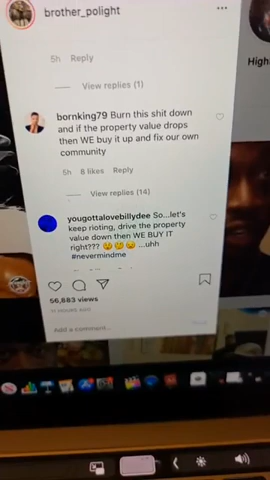 brother_polight
High
5h Reply
View replies (1)
bornking79 Burn this shit down
and if the property value drops
then WE buy it up and fix our own
community
5h 8 likes Reply
View replies (14)
yougottalovebillydee So...let's
keep rioting, drive the property
value down then WE BUY IT
right??? 😢🤔😠 ...uhh
#nevermindme
56,683 views
Add a comment...